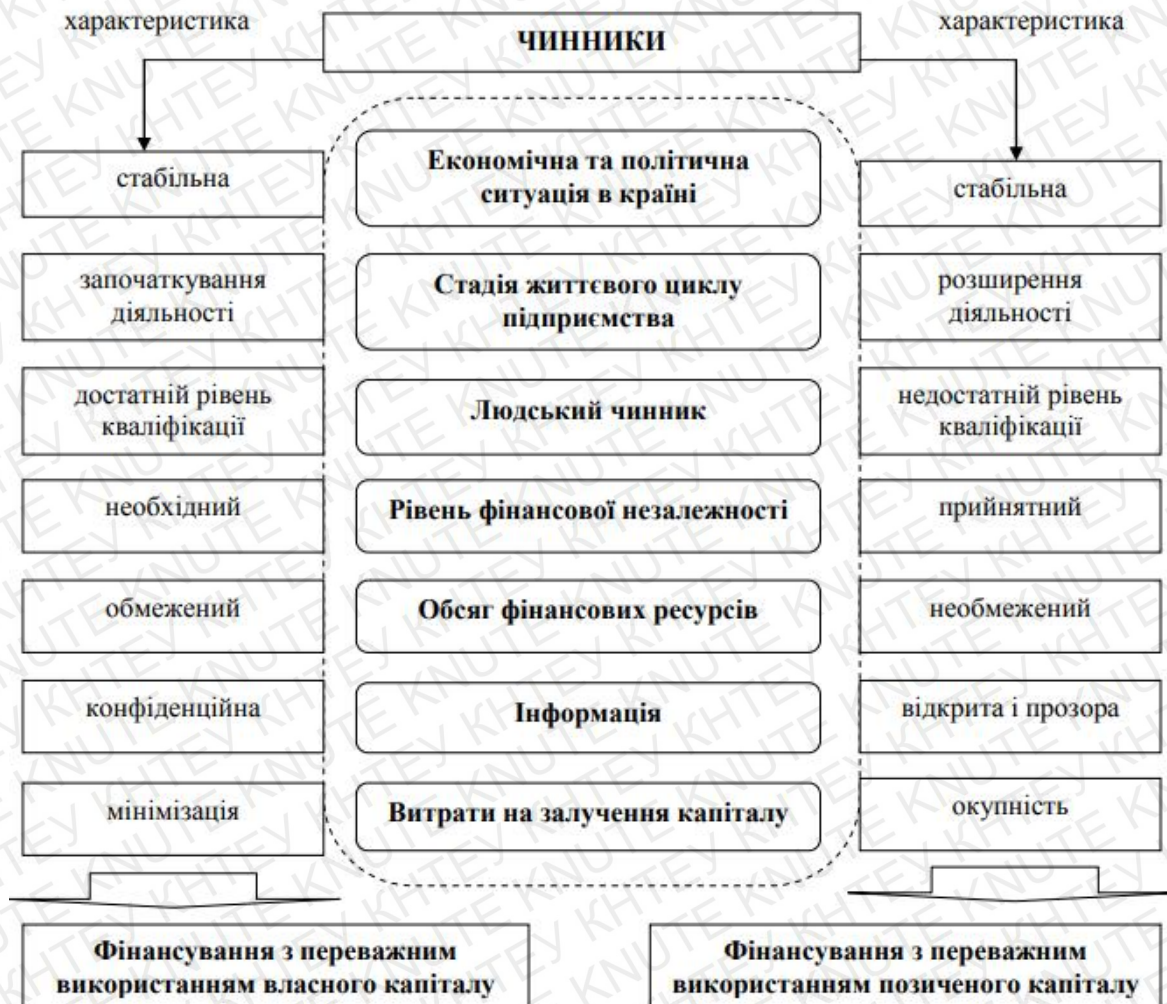 характеристика
ЧИННИКИ
характеристика
стабільна
Економічна та політична
ситуація в країні
стабільна
започаткування
діяльності
Стадія життєвого циклу
підприємства
розширення
діяльності
достатній рівень
кваліфікації
Людський чинник
недостатній рівень
кваліфікації
необхідний
Рівень фінансової незалежності
прийнятний
обмежений
Обсяг фінансових ресурсів
необмежений
конфіденційна
Інформація
відкрита і прозора
мінімізація
Витрати на залучення капіталу
окупність
Фінансування з переважним
використанням власного капіталу
Фінансування з переважним
використанням позиченого капіталу